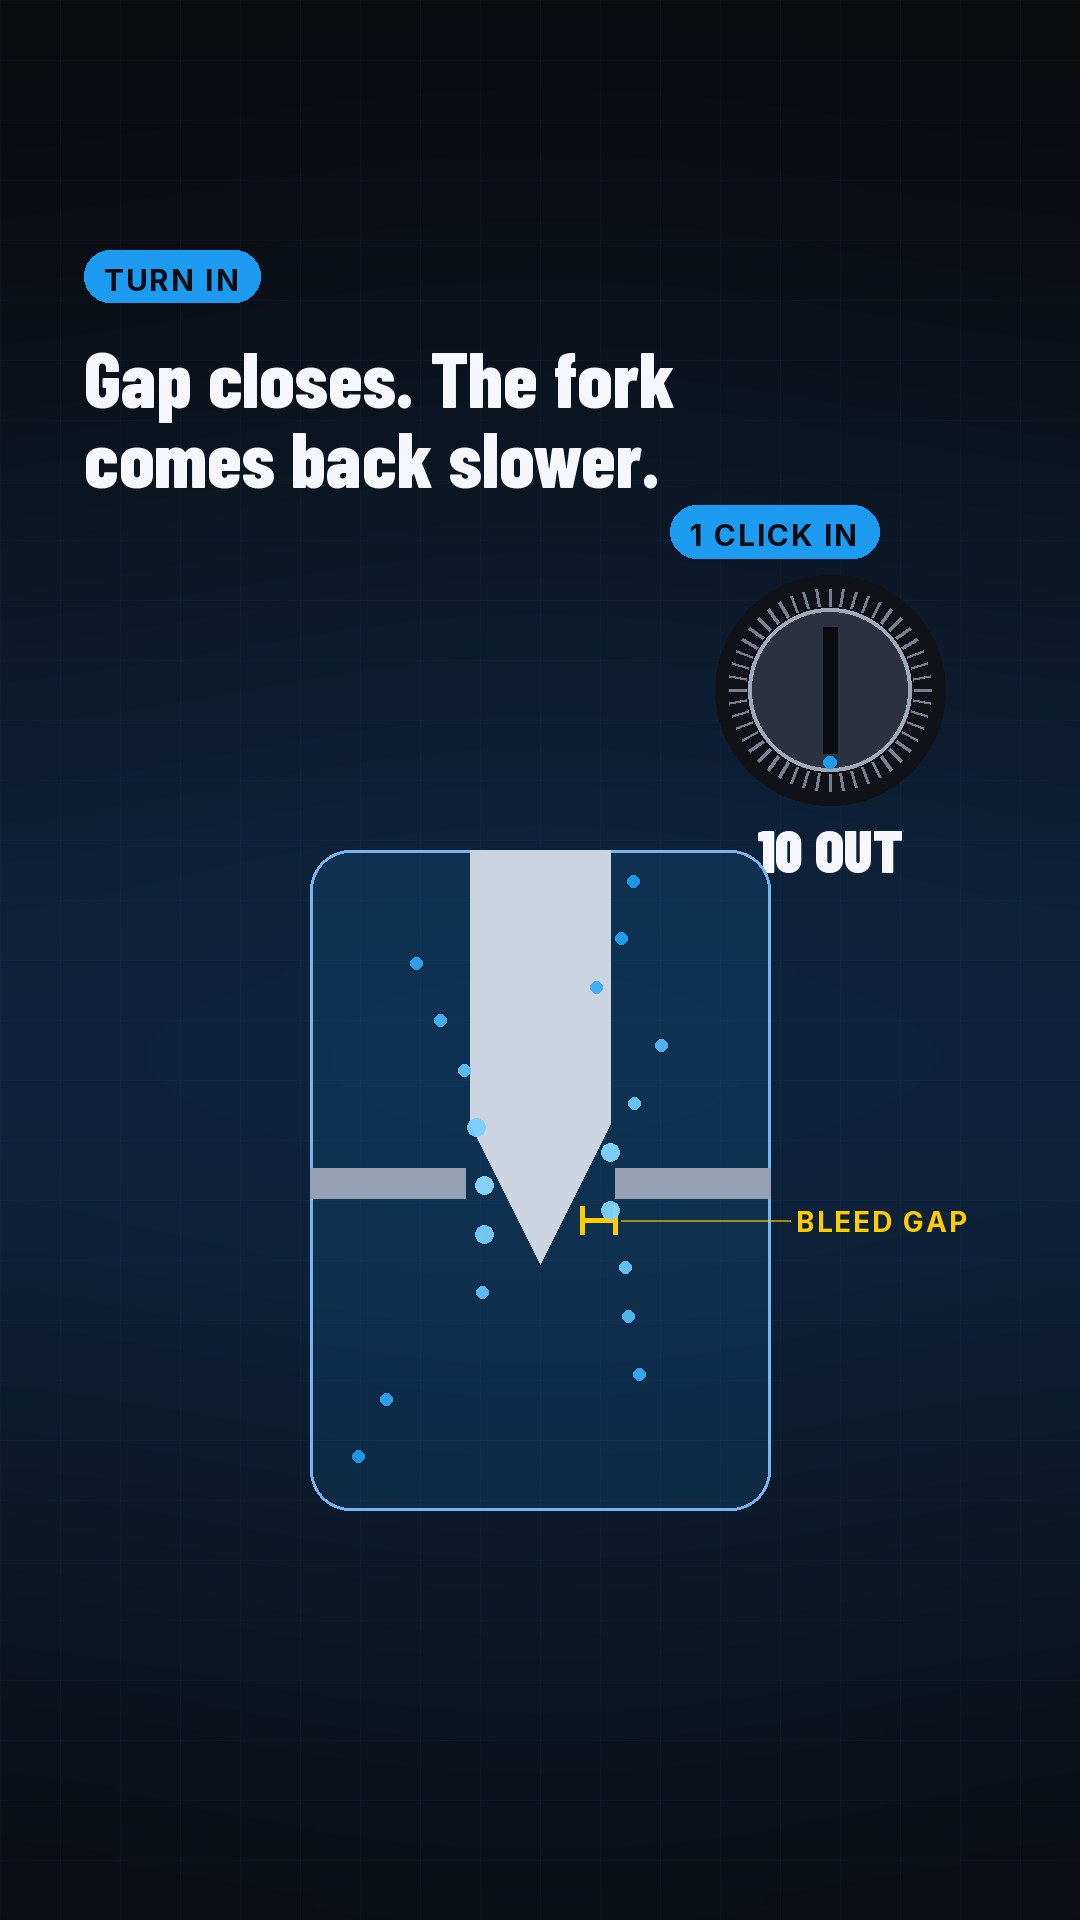 TURN IN
Gap closes. The fork
comes back slower.
1 CLICK IN
10 OUT
BLEED GAP